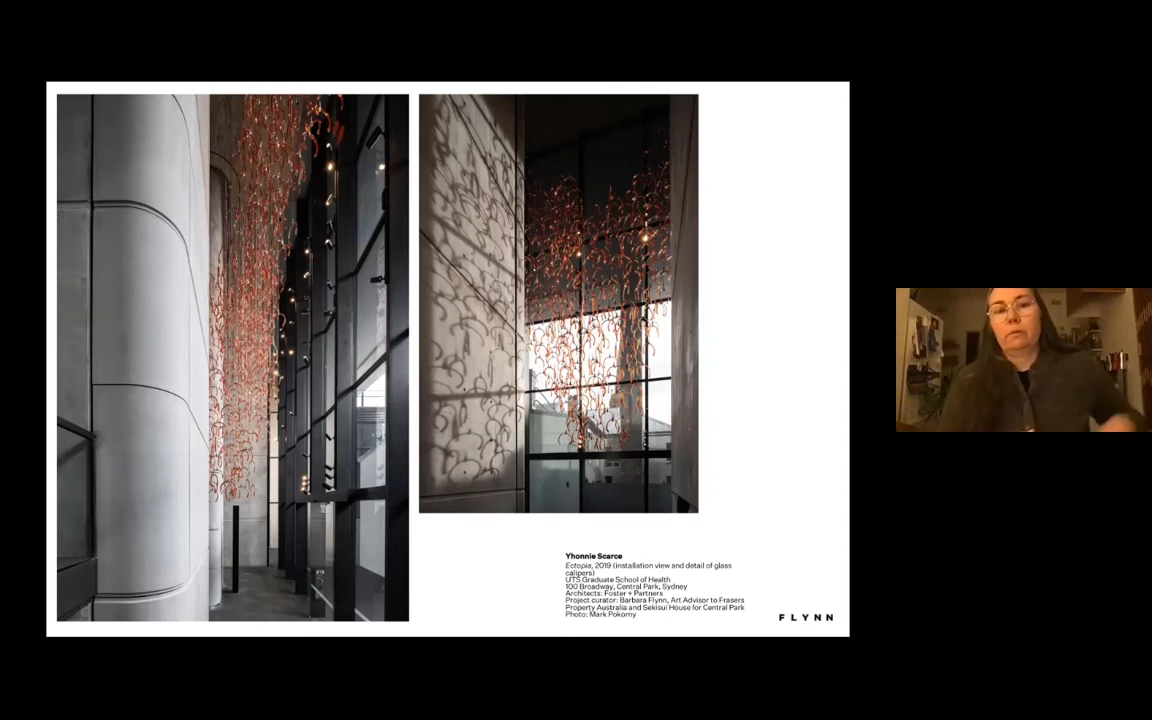 Yhonnie Scarce
Ectopia, 2019 (installation view and detail of glass
calipers)
UTS Graduate School of Health
100 Broadway, Central Park, Sydney
Architects: Foster + Partners
Project curator: Barbara Flynn, Art Advisor to Frasers
Property Australia and Sekisui House for Central Park
Photo: Mark Pokorny
FLYNN